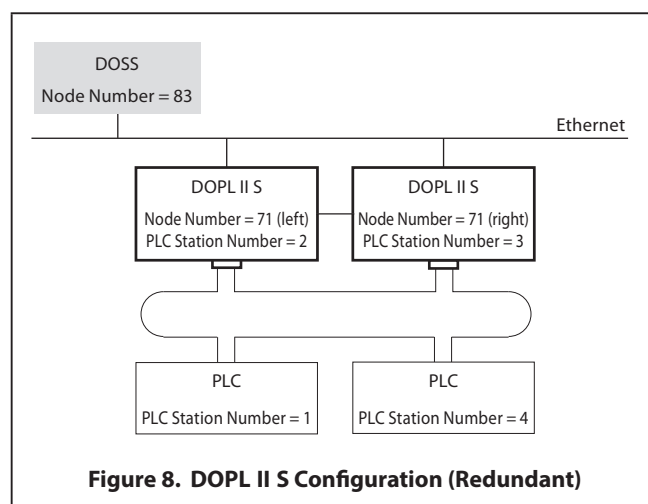 DOSS
Node Number = 83
Ethernet
DOPL II S
Node Number = 71 (left)
PLC Station Number = 2
DOPL II S
Node Number = 71 (right)
PLC Station Number = 3
PLC
PLC Station Number = 1
PLC
PLC Station Number = 4
Figure 8. DOPL II S Configuration (Redundant)